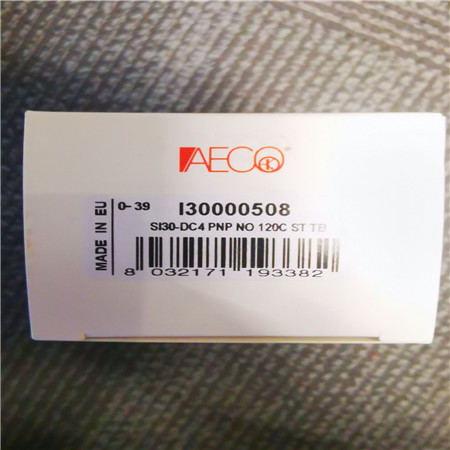 AECO®
MADE IN EU
0-39
I30000508
SI30-DC4 PNP NO 120C ST TB
8 032171 193382